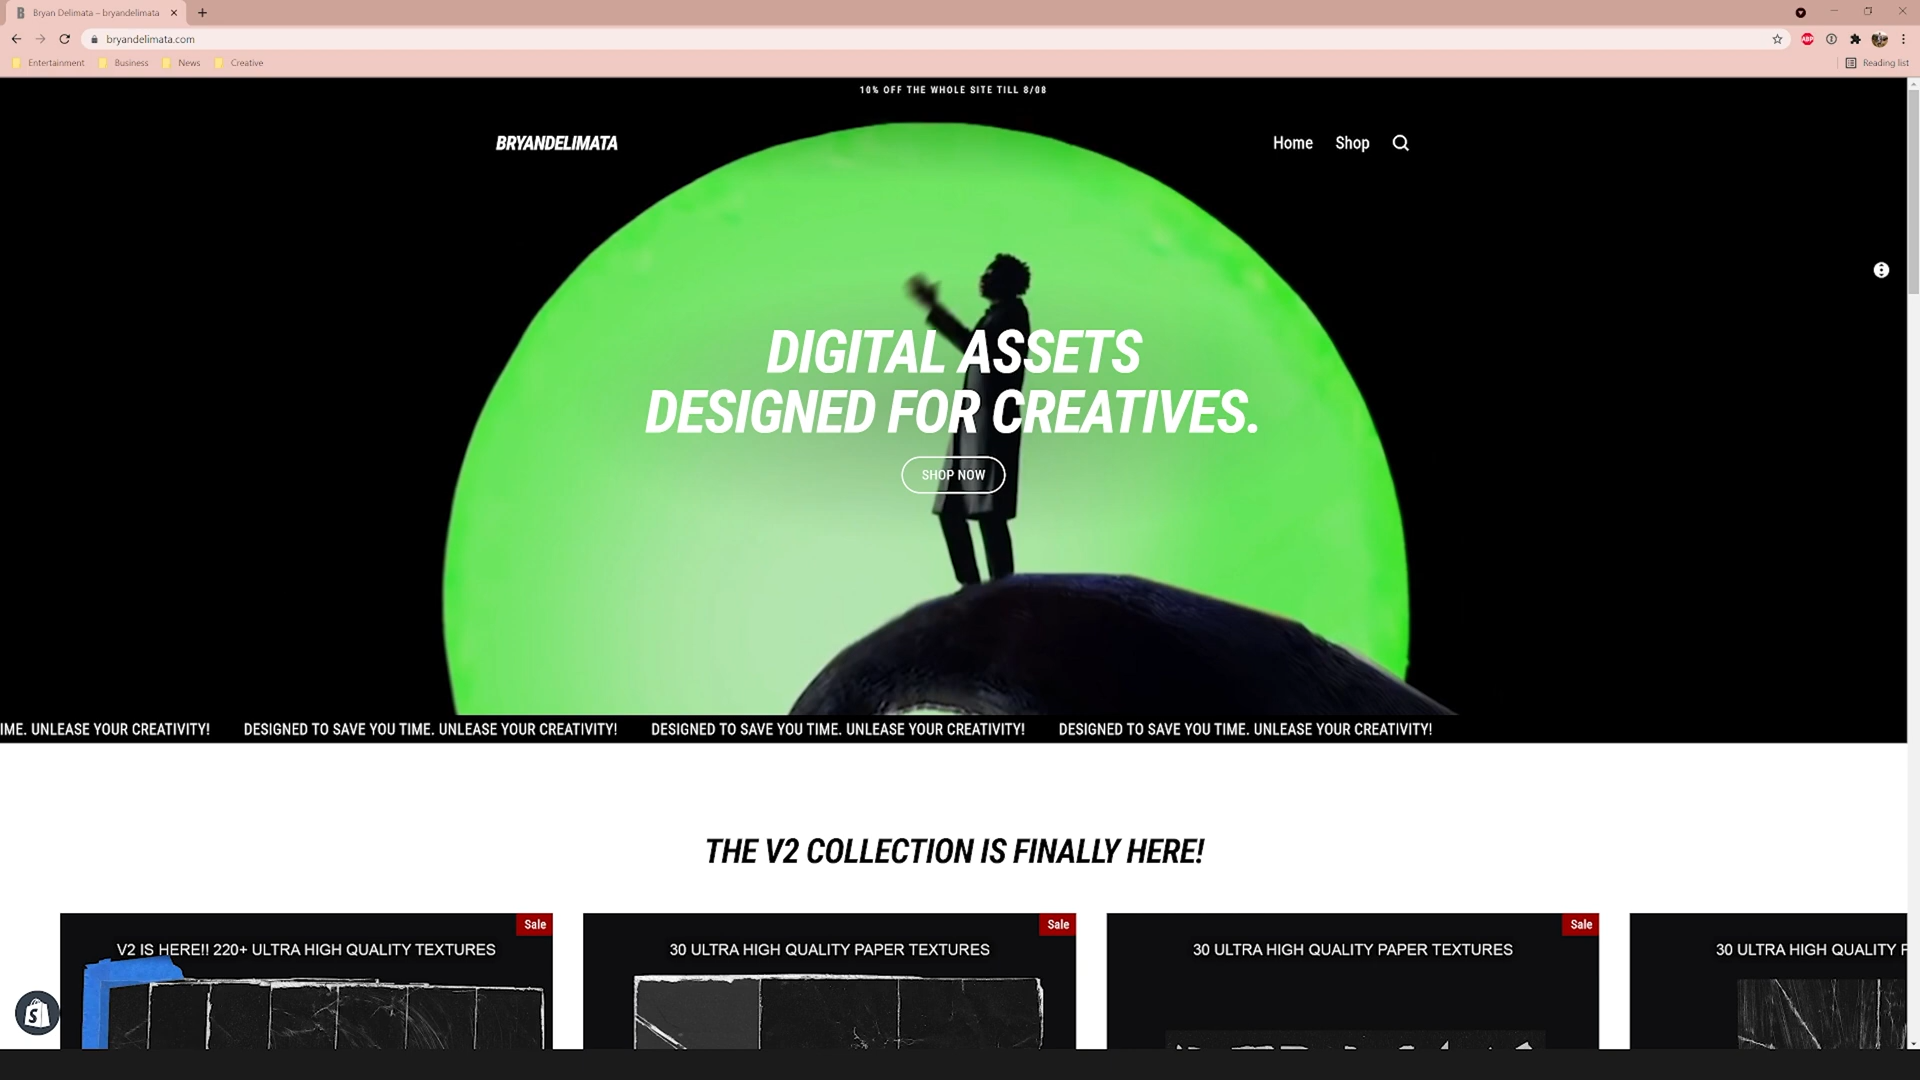 Bryan Delimata – bryandelimata
bryandelimata.com
ABP
Entertainment
Business
News
Creative
Reading list
10% OFF THE WHOLE SITE TILL 8/08
BRYANDELIMATA
Home
Shop
DIGITAL ASSETS
DESIGNED FOR CREATIVES.
SHOP NOW
IME. UNLEASE YOUR CREATIVITY! DESIGNED TO SAVE YOU TIME. UNLEASE YOUR CREATIVITY! DESIGNED TO SAVE YOU TIME. UNLEASE YOUR CREATIVITY! DESIGNED TO SAVE YOU TIME. UNLEASE YOUR CREATIVITY!
THE V2 COLLECTION IS FINALLY HERE!
Sale
V2 IS HERE!! 220+ ULTRA HIGH QUALITY TEXTURES
Sale
30 ULTRA HIGH QUALITY PAPER TEXTURES
Sale
30 ULTRA HIGH QUALITY PAPER TEXTURES
30 ULTRA HIGH QUALITY P